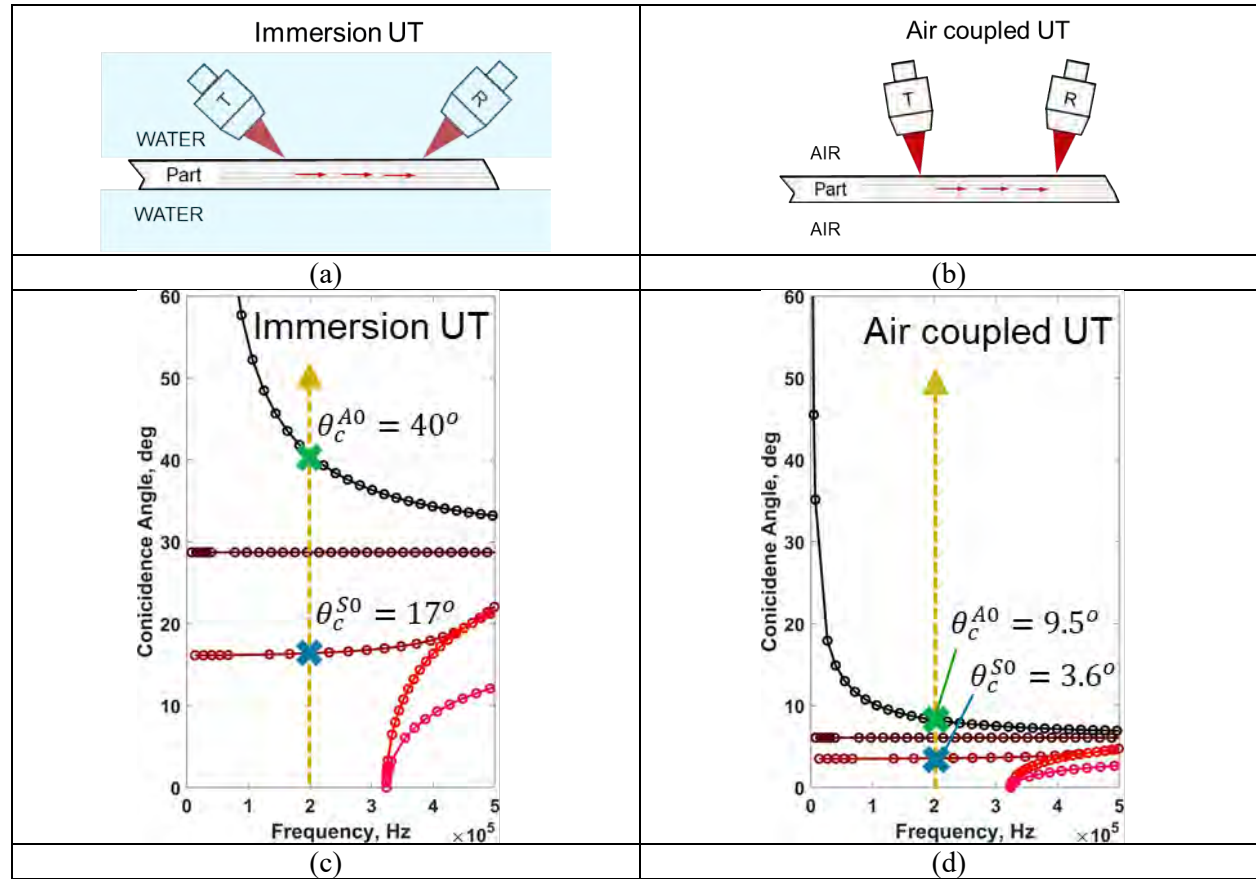 Immersion UT
T
R
WATER
Part
WATER
Air coupled UT
T
R
AIR
Part
AIR
(a)
(b)
Immersion UT
60
50
40
30
20
10
0
Conicidence Angle, deg
θ_c^{A0} = 40^o
θ_c^{S0} = 17^o
0 1 2 3 4 5
Frequency, Hz ×10^5
Air coupled UT
60
50
40
30
20
10
0
Conicidene Angle, deg
θ_c^{A0} = 9.5^o
θ_c^{S0} = 3.6^o
0 1 2 3 4 5
Frequency, Hz ×10^5
(c)
(d)